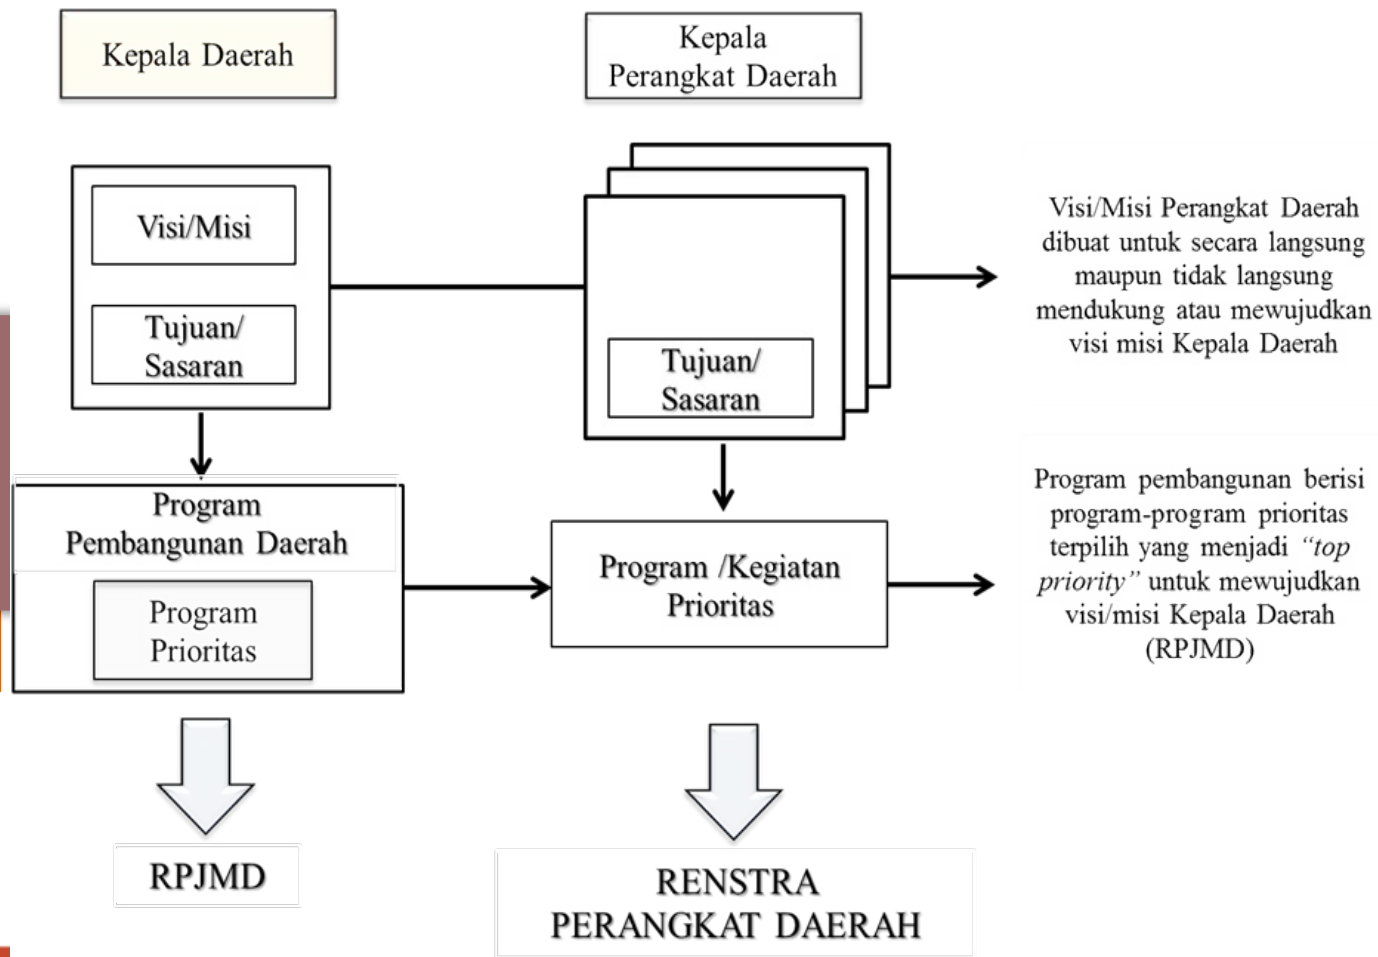 Kepala Daerah
Kepala
Perangkat Daerah
Visi/Misi
Tujuan/
Sasaran
Tujuan/
Sasaran
Visi/Misi Perangkat Daerah
dibuat untuk secara langsung
maupun tidak langsung
mendukung atau mewujudkan
visi misi Kepala Daerah
Program
Pembangunan Daerah
Program
Prioritas
Program /Kegiatan
Prioritas
Program pembangunan berisi
program-program prioritas
terpilih yang menjadi “top
priority” untuk mewujudkan
visi/misi Kepala Daerah
(RPJMD)
RPJMD
RENSTRA
PERANGKAT DAERAH